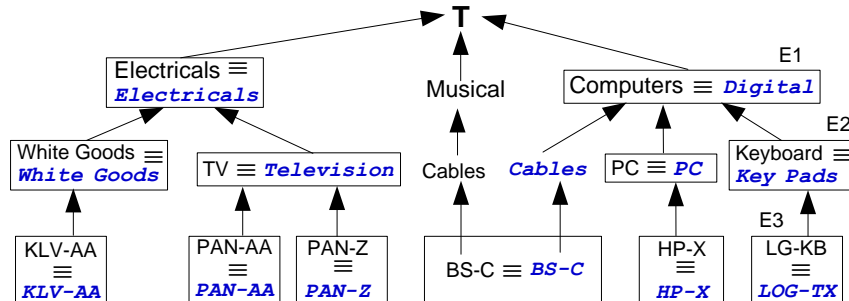 T
E1
Electricals ≡
Electricals
Musical
Computers ≡ Digital
E2
White Goods ≡
White Goods
TV ≡ Television
Cables
Cables
PC ≡ PC
Keyboard ≡
Key Pads
E3
KLV-AA
≡
KLV-AA
PAN-AA
≡
PAN-AA
PAN-Z
≡
PAN-Z
BS-C ≡ BS-C
HP-X
≡
HP-X
LG-KB
≡
LOG-TX